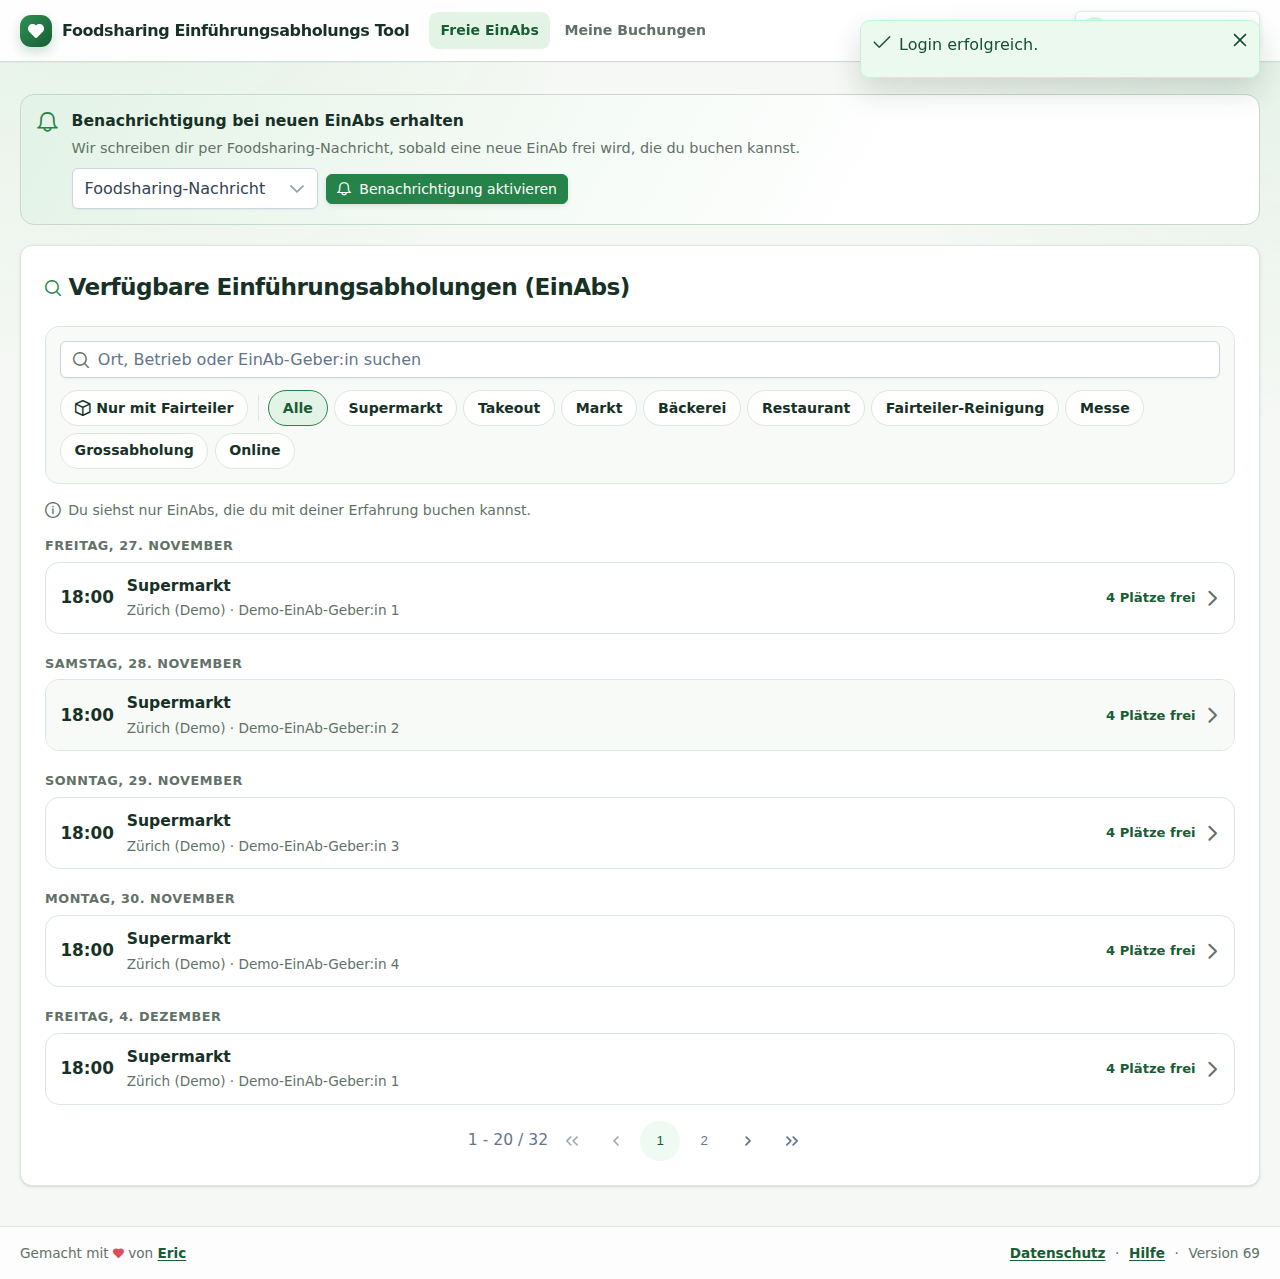 Foodsharing Einführungsabholungs Tool
Freie EinAbs
Meine Buchungen
Login erfolgreich.
Benachrichtigung bei neuen EinAbs erhalten
Wir schreiben dir per Foodsharing-Nachricht, sobald eine neue EinAb frei wird, die du buchen kannst.
Foodsharing-Nachricht
Benachrichtigung aktivieren
Verfügbare Einführungsabholungen (EinAbs)
Ort, Betrieb oder EinAb-Geber:in suchen
Nur mit Fairteiler
Alle
Supermarkt
Takeout
Markt
Bäckerei
Restaurant
Fairteiler-Reinigung
Messe
Grossabholung
Online
Du siehst nur EinAbs, die du mit deiner Erfahrung buchen kannst.
FREITAG, 27. NOVEMBER
18:00
Supermarkt
Zürich (Demo) · Demo-EinAb-Geber:in 1
4 Plätze frei
SAMSTAG, 28. NOVEMBER
18:00
Supermarkt
Zürich (Demo) · Demo-EinAb-Geber:in 2
4 Plätze frei
SONNTAG, 29. NOVEMBER
18:00
Supermarkt
Zürich (Demo) · Demo-EinAb-Geber:in 3
4 Plätze frei
MONTAG, 30. NOVEMBER
18:00
Supermarkt
Zürich (Demo) · Demo-EinAb-Geber:in 4
4 Plätze frei
FREITAG, 4. DEZEMBER
18:00
Supermarkt
Zürich (Demo) · Demo-EinAb-Geber:in 1
4 Plätze frei
1 - 20 / 32
1
2
Gemacht mit von Eric
Datenschutz · Hilfe · Version 69